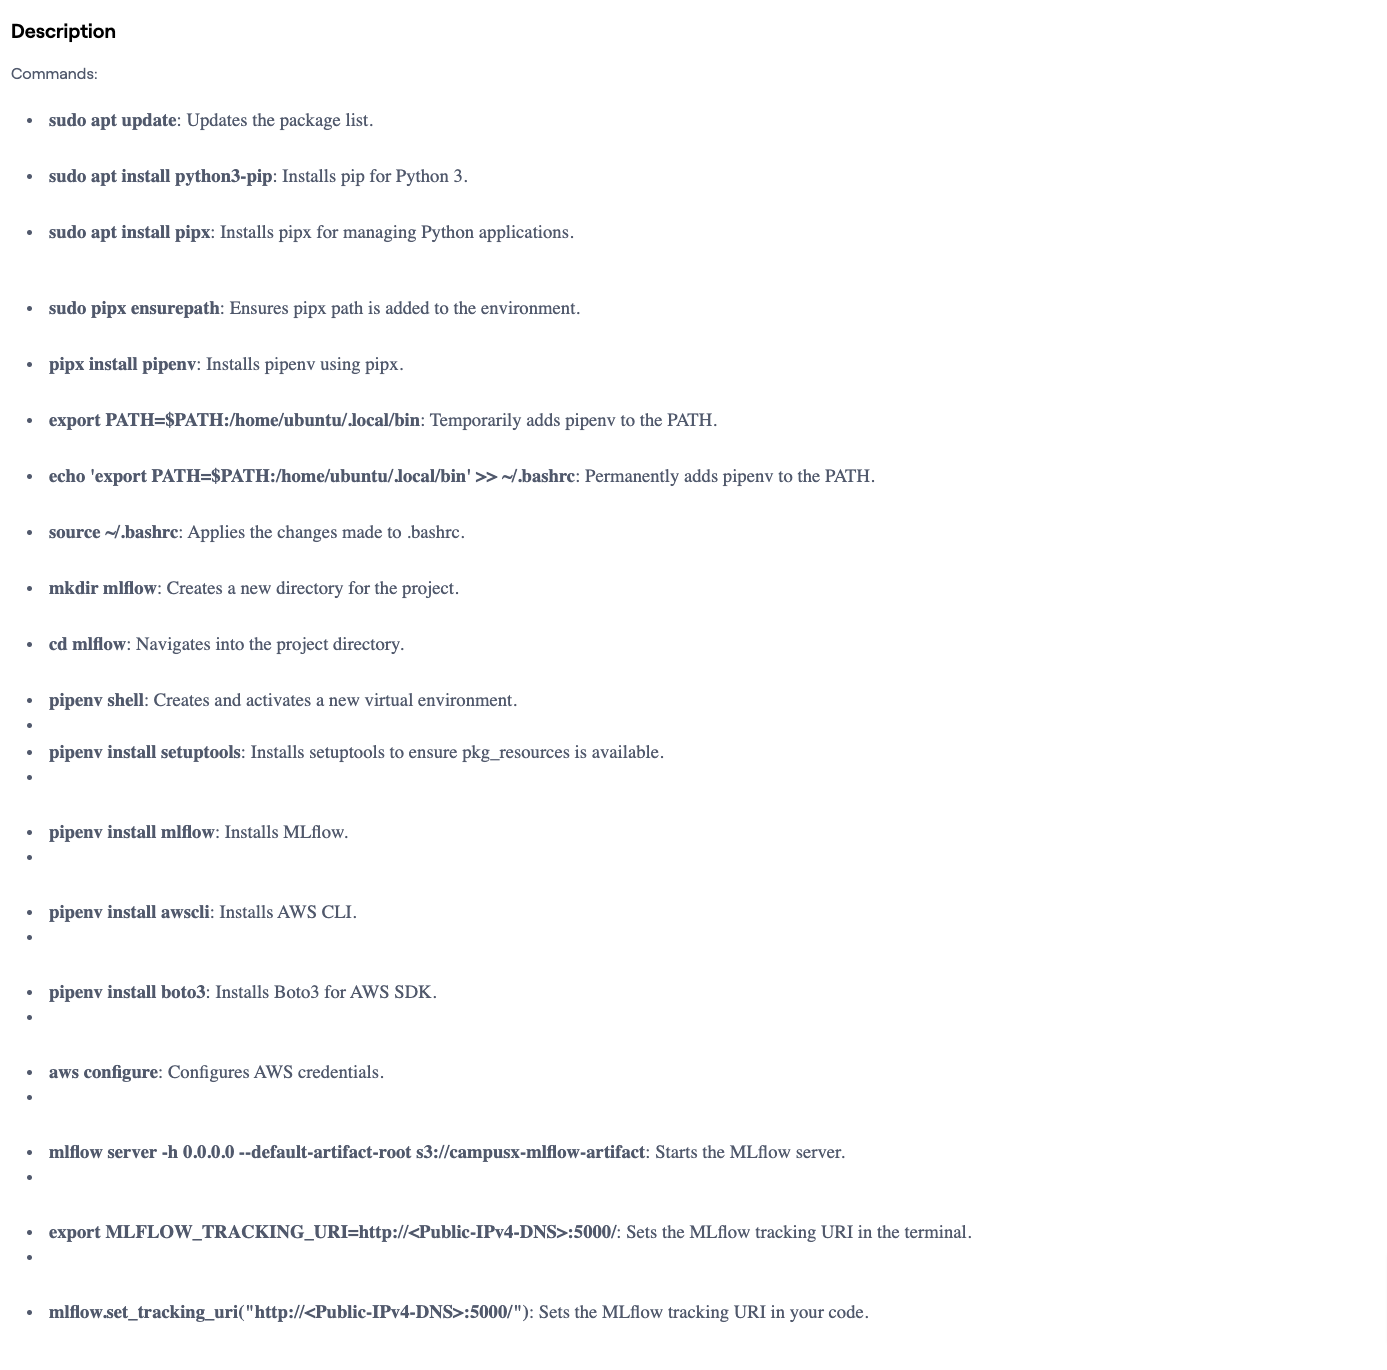 Description
Commands:
• sudo apt update: Updates the package list.
• sudo apt install python3-pip: Installs pip for Python 3.
• sudo apt install pipx: Installs pipx for managing Python applications.
• sudo pipx ensurepath: Ensures pipx path is added to the environment.
• pipx install pipenv: Installs pipenv using pipx.
• export PATH=$PATH:/home/ubuntu/.local/bin: Temporarily adds pipenv to the PATH.
• echo 'export PATH=$PATH:/home/ubuntu/.local/bin' >> ~/.bashrc: Permanently adds pipenv to the PATH.
• source ~/.bashrc: Applies the changes made to .bashrc.
• mkdir mlflow: Creates a new directory for the project.
• cd mlflow: Navigates into the project directory.
• pipenv shell: Creates and activates a new virtual environment.
•
• pipenv install setuptools: Installs setuptools to ensure pkg_resources is available.
•
• pipenv install mlflow: Installs MLflow.
•
• pipenv install awscli: Installs AWS CLI.
•
• pipenv install boto3: Installs Boto3 for AWS SDK.
•
• aws configure: Configures AWS credentials.
•
• mlflow server -h 0.0.0.0 --default-artifact-root s3://campusx-mlflow-artifact: Starts the MLflow server.
•
• export MLFLOW_TRACKING_URI=http://<Public-IPv4-DNS>:5000/: Sets the MLflow tracking URI in the terminal.
•
• mlflow.set_tracking_uri("http://<Public-IPv4-DNS>:5000/"): Sets the MLflow tracking URI in your code.